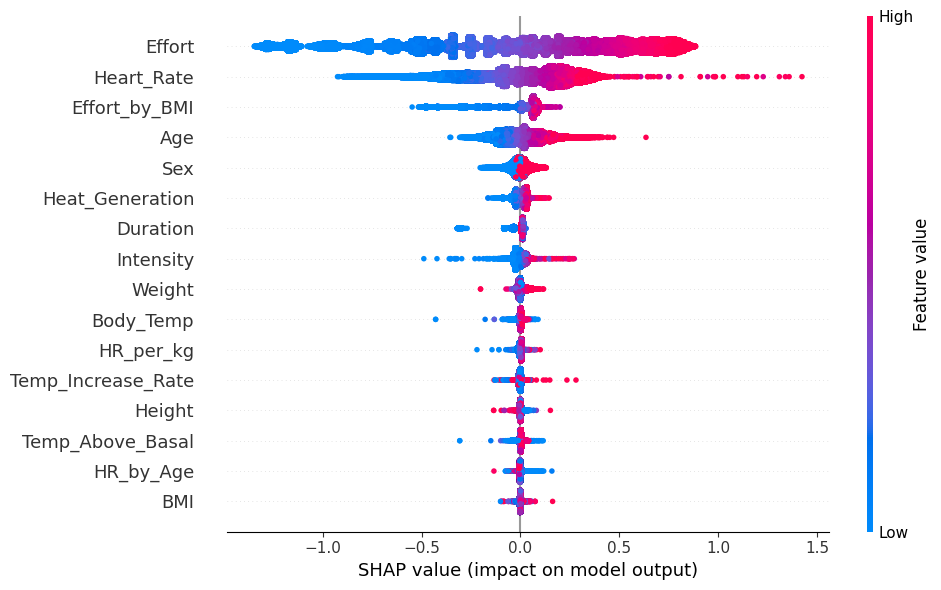 High
Effort
Heart_Rate
Effort_by_BMI
Age
Sex
Heat_Generation
Duration
Intensity
Weight
Body_Temp
HR_per_kg
Temp_Increase_Rate
Height
Temp_Above_Basal
HR_by_Age
BMI
Feature value
Low
−1.0 −0.5 0.0 0.5 1.0 1.5
SHAP value (impact on model output)